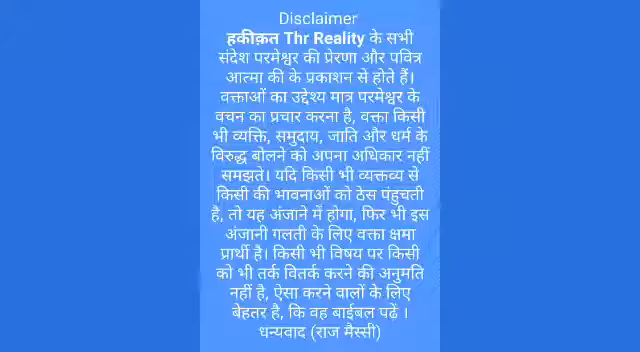 Disclaimer
हकीक़त Thr Reality के सभी
संदेश परमेश्वर की प्रेरणा और पवित्र
आत्मा की के प्रकाशन से होते हैं।
वक्ताओं का उद्देश्य मात्र परमेश्वर के
वचन का प्रचार करना है, वक्ता किसी
भी व्यक्ति, समुदाय, जाति और धर्म के
विरुद्ध बोलने को अपना अधिकार नहीं
समझते। यदि किसी भी व्यक्तव्य से
किसी की भावनाओं को ठेस पंहुचती
है, तो यह अंजाने में होगा, फिर भी इस
अंजानी गलती के लिए वक्ता क्षमा
प्रार्थी है। किसी भी विषय पर किसी
को भी तर्क वितर्क करने की अनुमति
नहीं है, ऐसा करने वालों के लिए
बेहतर है, कि वह बाईबल पढ़ें ।
धन्यवाद (राज मैस्सी)